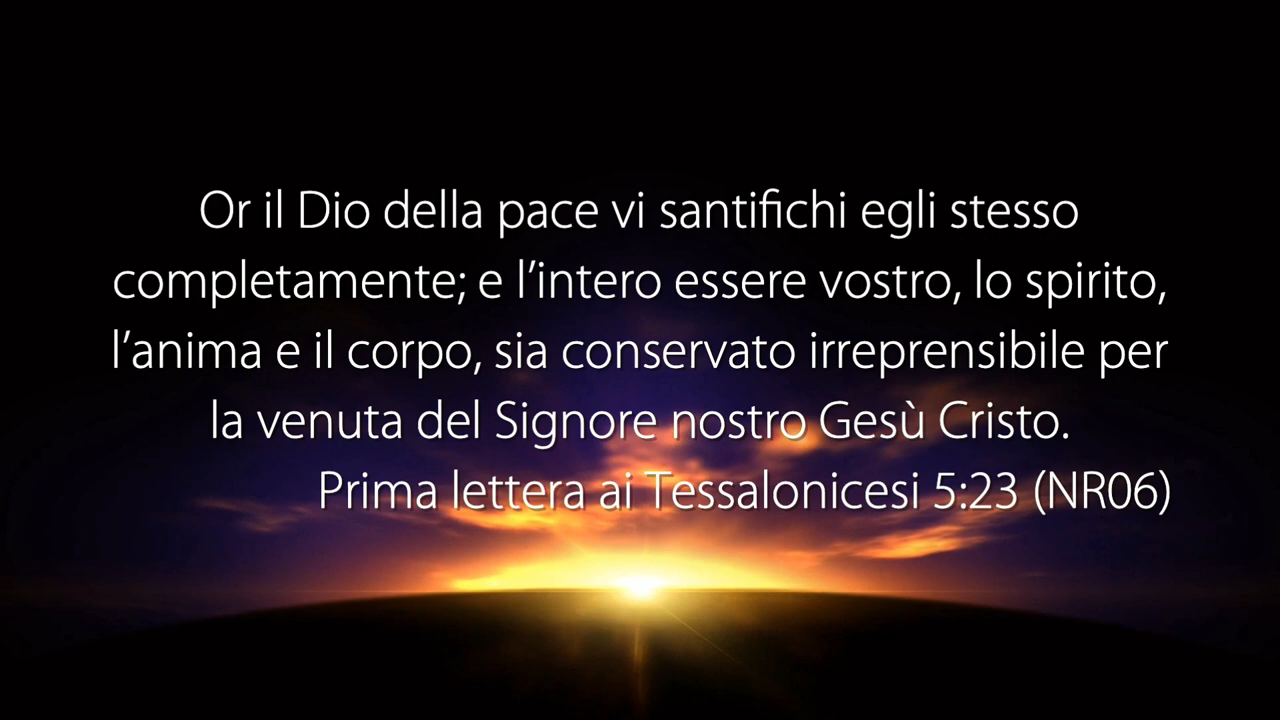 Or il Dio della pace vi santifichi egli stesso
completamente; e l’intero essere vostro, lo spirito,
l’anima e il corpo, sia conservato irreprensibile per
la venuta del Signore nostro Gesù Cristo.
Prima lettera ai Tessalonicesi 5:23 (NR06)